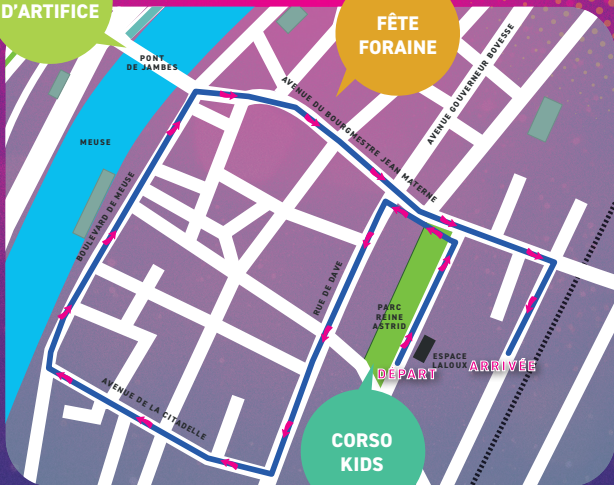 D'ARTIFICE
FÊTE
FORAINE
PONT
DE JAMBES
MEUSE
BOULEVARD DE MEUSE
AVENUE DU BOURGMESTRE JEAN MATERNE
AVENUE GOUVERNEUR BOVESSE
RUE DE DAVE
PARC
REINE
ASTRID
ESPACE
LALOUX
DÉPART
ARRIVÉE
AVENUE DE LA CITADELLE
CORSO
KIDS